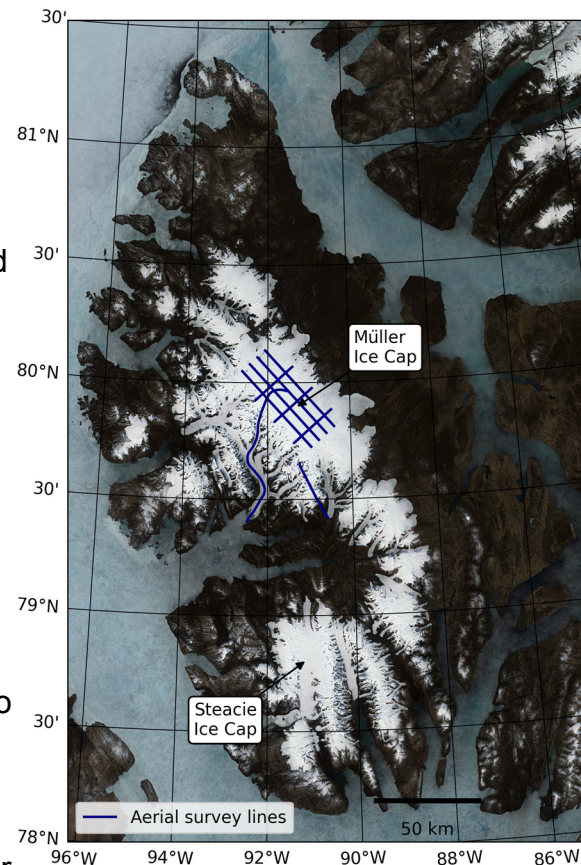 30'
81°N
30'
d
80°N
Müller
Ice Cap
30'
79°N
o
Steacie
Ice Cap
30'
Aerial survey lines
50 km
78°N
96°W 94°W 92°W 90°W 88°W 86°W